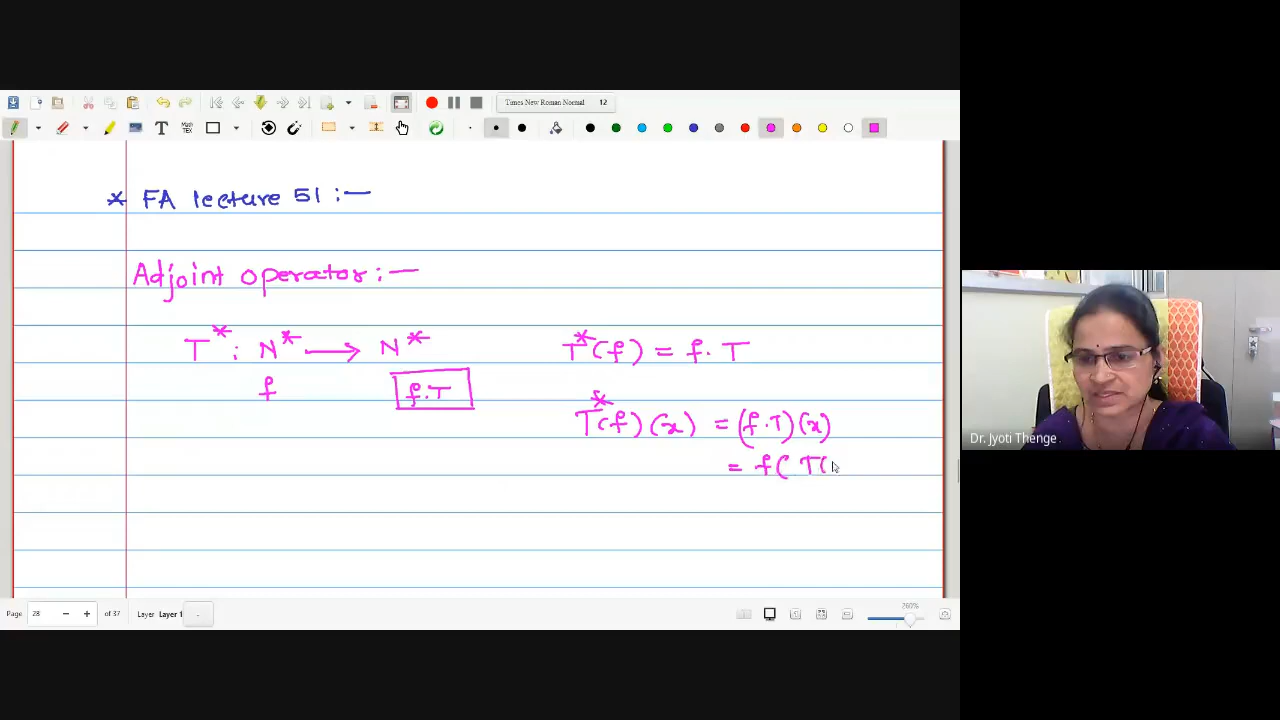 Times New Roman Normal 12
* FA lecture 51 :—
Adjoint operator :—
T* : N* → N*
T*(f) = f. T
f
f.T
T*(f)(x) = (f.T)(x)
= f( T(
Dr. Jyoti Thenge
Page 28 of 37 Layer Layer 1
260%